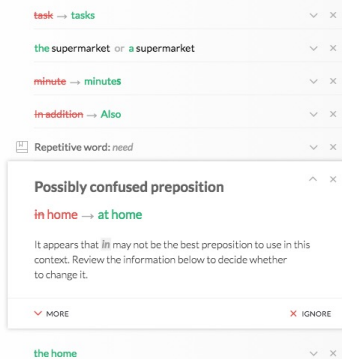 task → tasks
the supermarket or a supermarket
minute → minutes
In addition → Also
Repetitive word: need
Possibly confused preposition
in home → at home
It appears that in may not be the best preposition to use in this
context. Review the information below to decide whether
to change it.
MORE IGNORE
the home